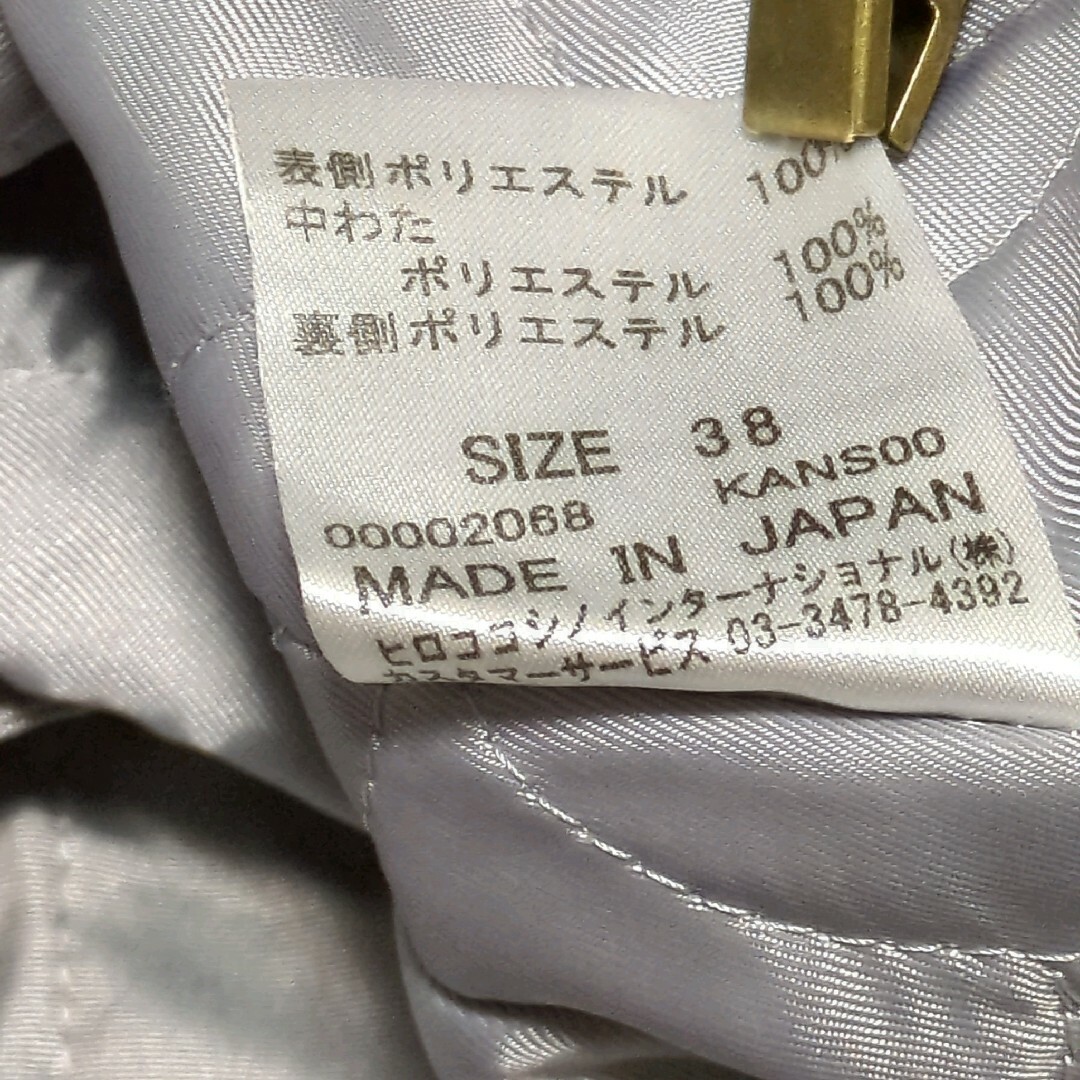 表側ポリエステル 100%
中わた
ポリエステル 100%
裏側ポリエステル 100%
SIZE 38
00002068 KANSOO
MADE IN JAPAN
ヒロココシノインターナショナル(株)
カスタマーサービス 03-3478-4392